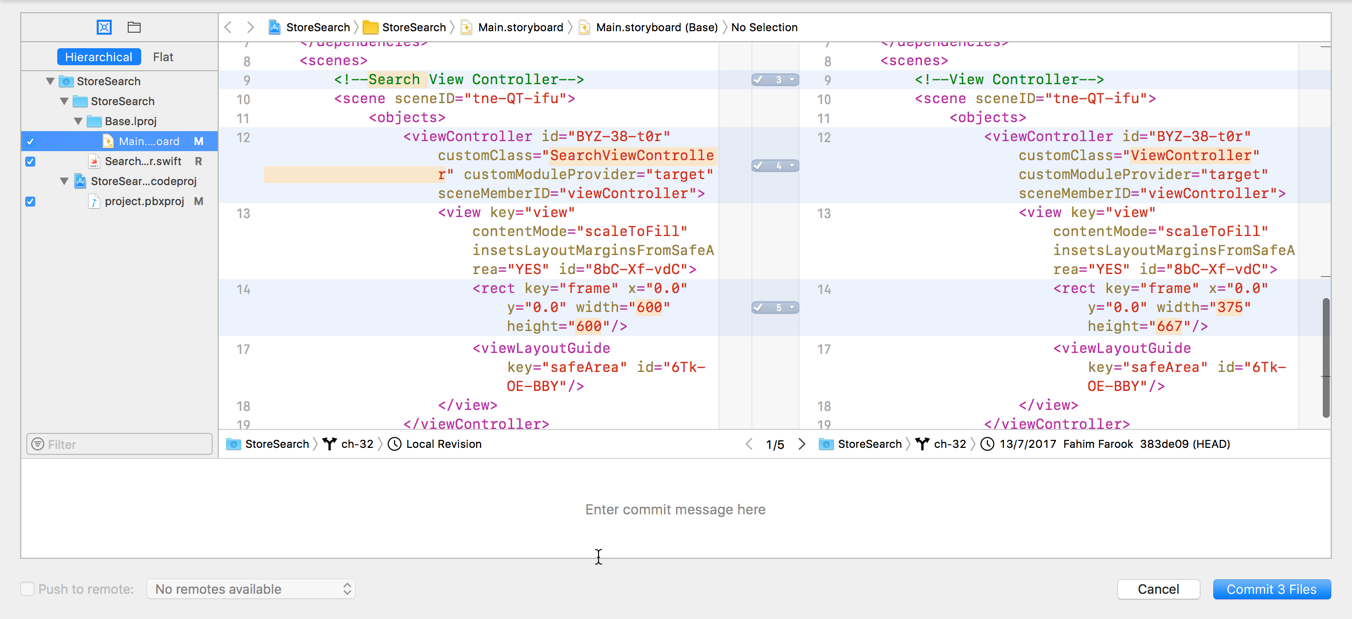 StoreSearch StoreSearch Main.storyboard Main.storyboard (Base) No Selection
Hierarchical Flat
StoreSearch
StoreSearch
Base.lproj
Main....oard M
Search...r.swift R
StoreSear...codeproj
project.pbxproj M
Filter
7 </dependencies>
8 <scenes>
9 <!--Search View Controller-->
10 <scene sceneID="tne-QT-ifu">
11 <objects>
12 <viewController id="BYZ-38-t0r"
customClass="SearchViewControlle
r" customModuleProvider="target"
sceneMemberID="viewController">
13 <view key="view"
contentMode="scaleToFill"
insetsLayoutMarginsFromSafeA
rea="YES" id="8bC-Xf-vdC">
14 <rect key="frame" x="0.0"
y="0.0" width="600"
height="600"/>
17 <viewLayoutGuide
key="safeArea" id="6Tk-
OE-BBY"/>
18 </view>
19 </viewController>
3
4
5
7 </dependencies>
8 <scenes>
9 <!--View Controller-->
10 <scene sceneID="tne-QT-ifu">
11 <objects>
12 <viewController id="BYZ-38-t0r"
customClass="ViewController"
customModuleProvider="target"
sceneMemberID="viewController">
13 <view key="view"
contentMode="scaleToFill"
insetsLayoutMarginsFromSafeA
rea="YES" id="8bC-Xf-vdC">
14 <rect key="frame" x="0.0"
y="0.0" width="375"
height="667"/>
17 <viewLayoutGuide
key="safeArea" id="6Tk-
OE-BBY"/>
18 </view>
19 </viewController>
StoreSearch ch-32 Local Revision 1/5 StoreSearch ch-32 13/7/2017 Fahim Farook 383de09 (HEAD)
Enter commit message here
Push to remote: No remotes available Cancel Commit 3 Files